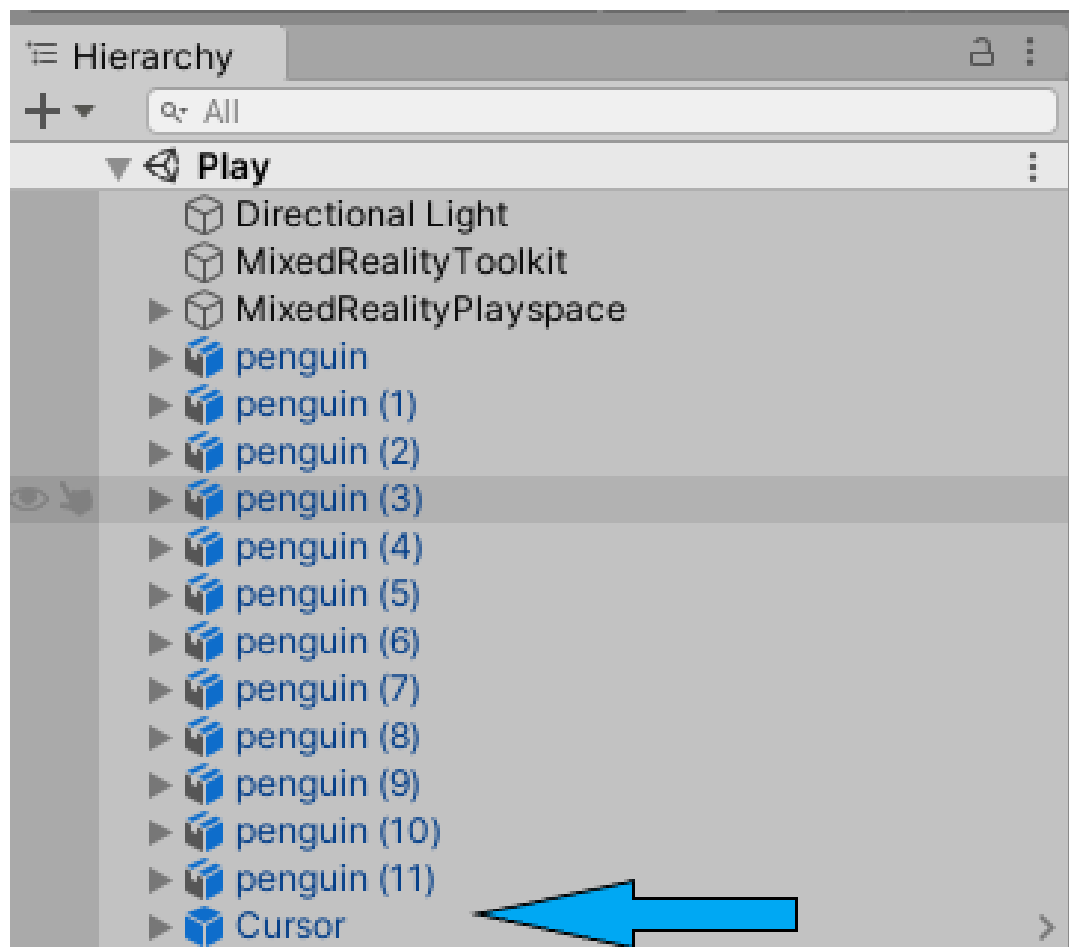 Hierarchy
All
Play
Directional Light
MixedRealityToolkit
MixedRealityPlayspace
penguin
penguin (1)
penguin (2)
penguin (3)
penguin (4)
penguin (5)
penguin (6)
penguin (7)
penguin (8)
penguin (9)
penguin (10)
penguin (11)
Cursor